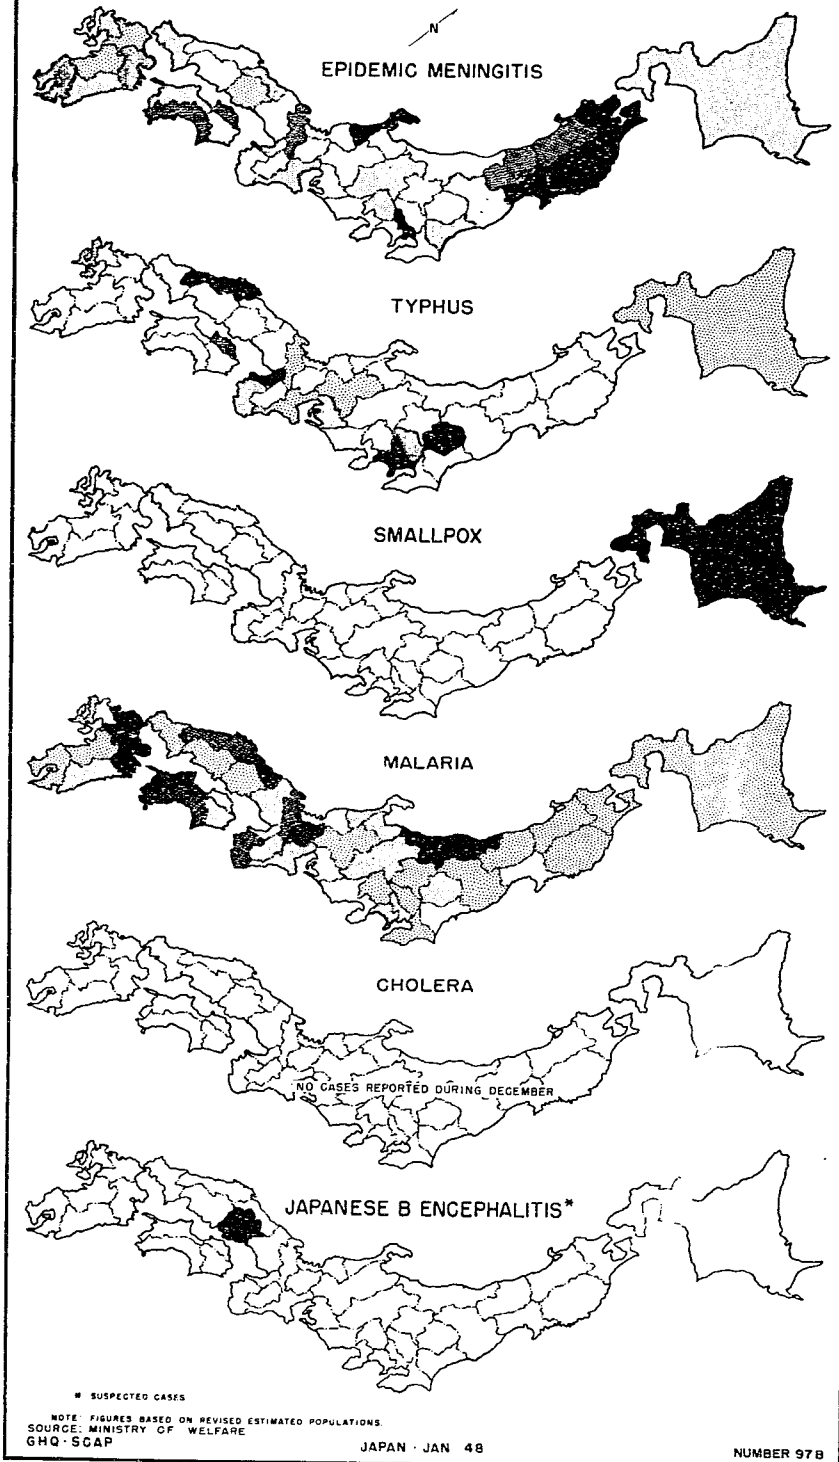 N
EPIDEMIC MENINGITIS
TYPHUS
SMALLPOX
MALARIA
CHOLERA
NO CASES REPORTED DURING DECEMBER
JAPANESE B ENCEPHALITIS*
* SUSPECTED CASES
NOTE: FIGURES BASED ON REVISED ESTIMATED POPULATIONS.
SOURCE: MINISTRY OF WELFARE
GHQ-SCAP
JAPAN · JAN 48
NUMBER 978